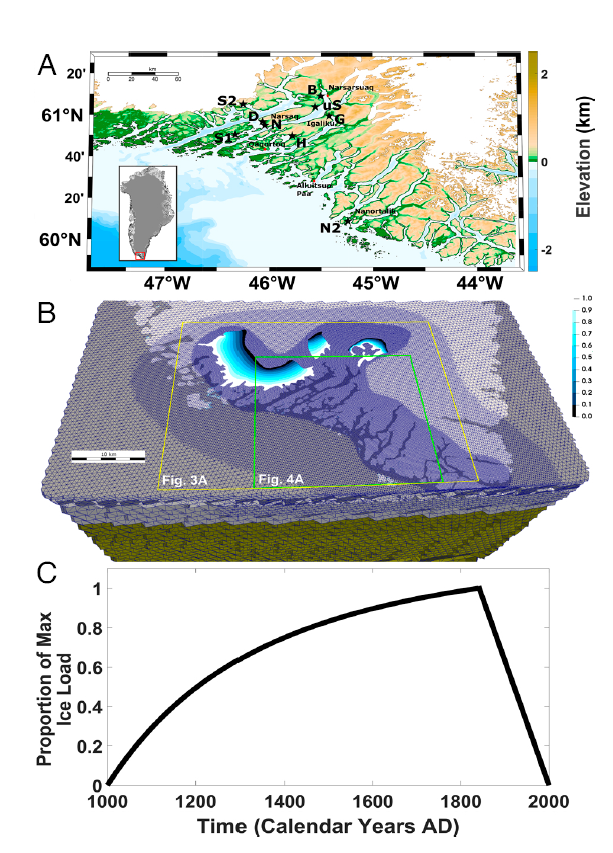 A
0 20 40 60
20'
61°N
40'
20'
60°N
47°W 46°W 45°W 44°W
B
Narsarsuaq
S2
uS
D
Narsaq
N
G
Igaliku
S1
H
Qaqortoq
Alluitsup
Paa
Nanortalik
N2
2
0
-2
Elevation (km)
B
1.0
0.9
0.8
0.7
0.6
0.5
0.4
0.3
0.2
0.1
0.0
10 km
Fig. 3A
Fig. 4A
C
1
0.8
0.6
0.4
0.2
0
Proportion of Max
Ice Load
1000 1200 1400 1600 1800 2000
Time (Calendar Years AD)